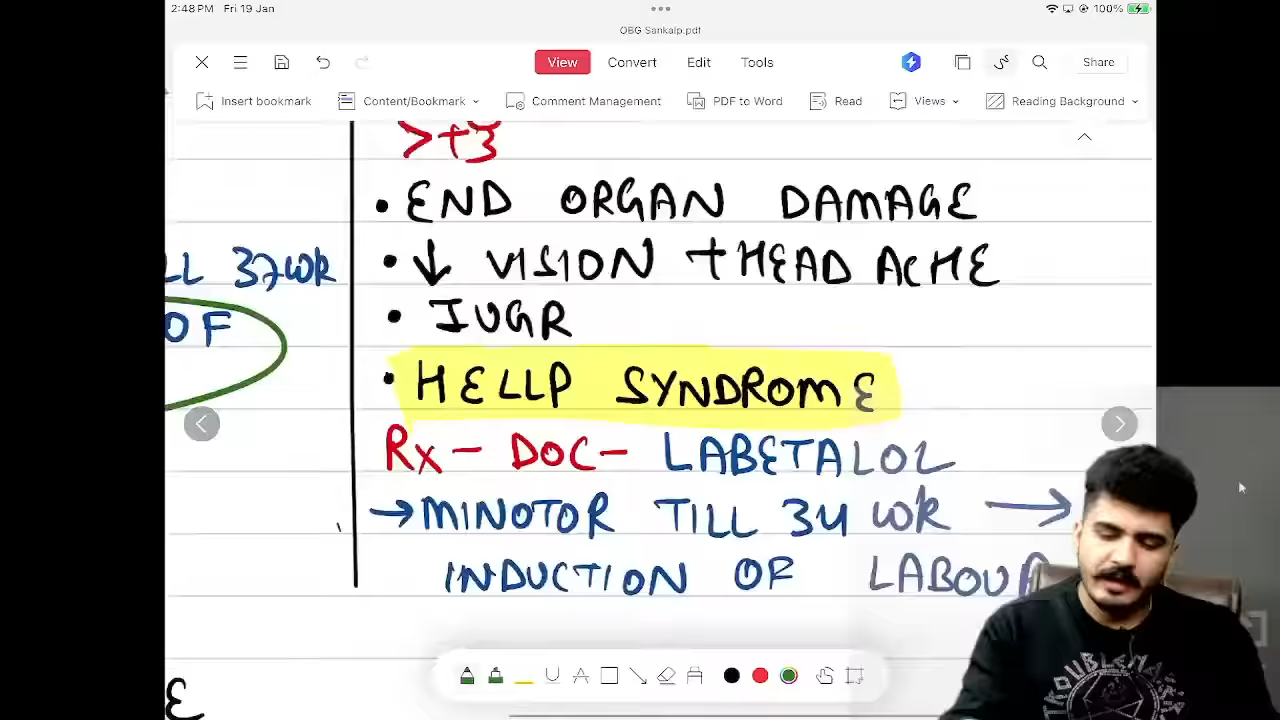 2:48 PM Fri 19 Jan
100%
OBG Sankalp.pdf
View Convert Edit Tools Share
Insert bookmark Content/Bookmark Comment Management PDF to Word Read Views Reading Background
>+3
• END ORGAN DAMAGE
LL 37WK • ↓ VISION + HEAD ACHE
OF • IUGR
• HELLP SYNDROME
Rx - DOC - LABETALOL
→ MINOTOR TILL 34 WK →
INDUCTION OF LABOUR
E
TROUBLEMA